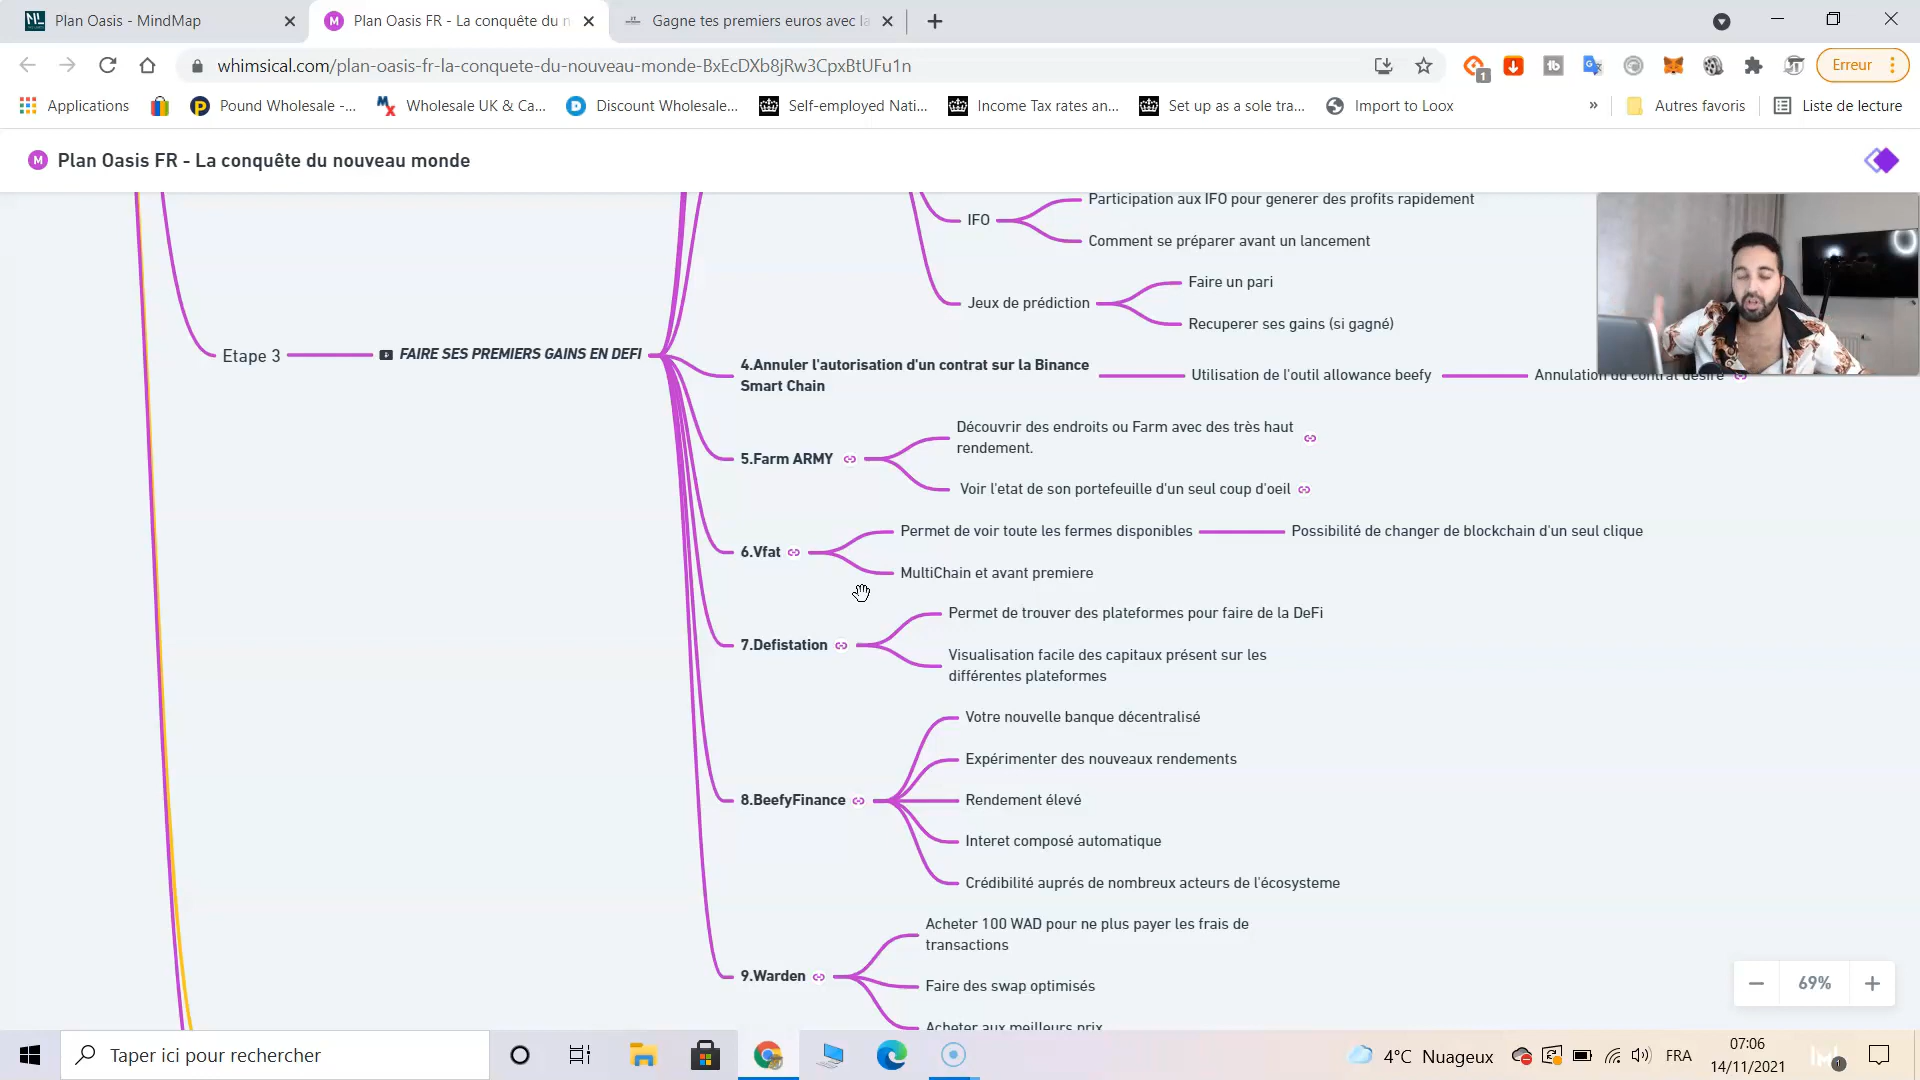 Plan Oasis - MindMap
Plan Oasis FR - La conquête du n
Gagne tes premiers euros avec la
whimsical.com/plan-oasis-fr-la-conquete-du-nouveau-monde-BxEcDXb8jRw3CpxBtUFu1n
1
Erreur
Applications
Pound Wholesale -...
Wholesale UK & Ca...
Discount Wholesale...
Self-employed Nati...
Income Tax rates an...
Set up as a sole tra...
Import to Loox
»
Autres favoris
Liste de lecture
M
Plan Oasis FR - La conquête du nouveau monde
IFO
Participation aux IFO pour generer des profits rapidement
Comment se préparer avant un lancement
Jeux de prédiction
Faire un pari
Recuperer ses gains (si gagné)
Etape 3
FAIRE SES PREMIERS GAINS EN DEFI
4.Annuler l'autorisation d'un contrat sur la Binance
Smart Chain
Utilisation de l'outil allowance beefy
Annulation du contrat désiré
5.Farm ARMY
Découvrir des endroits ou Farm avec des très haut
rendement.
Voir l'etat de son portefeuille d'un seul coup d'oeil
6.Vfat
Permet de voir toute les fermes disponibles
Possibilité de changer de blockchain d'un seul clique
MultiChain et avant premiere
7.Defistation
Permet de trouver des plateformes pour faire de la DeFi
Visualisation facile des capitaux présent sur les
différentes plateformes
8.BeefyFinance
Votre nouvelle banque décentralisé
Expérimenter des nouveaux rendements
Rendement élevé
Interet composé automatique
Crédibilité auprés de nombreux acteurs de l'écosysteme
9.Warden
Acheter 100 WAD pour ne plus payer les frais de
transactions
Faire des swap optimisés
Acheter aux meilleurs prix
69%
Taper ici pour rechercher
4°C Nuageux
FRA
07:06
14/11/2021
1